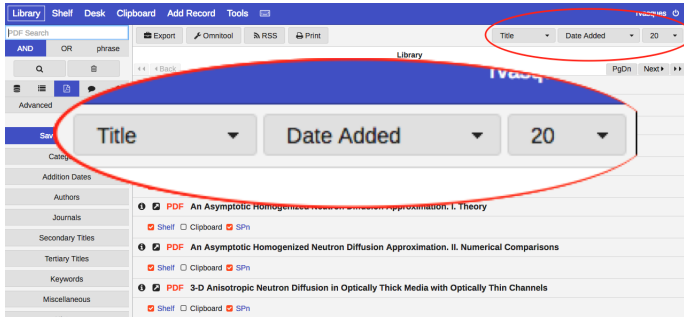 Library Shelf Desk Clipboard Add Record Tools
PDF Search
AND OR phrase
Export Omnitool RSS Print
Title Date Added 20
Library
Back
PgDn Next
Advanced
Title Date Added 20
Addition Dates
Authors
Journals
Secondary Titles
Tertiary Titles
Keywords
Miscellaneous
PDF An Asymptotic Homogenized Neutron Diffusion Approximation. I. Theory
Shelf Clipboard SPn
PDF An Asymptotic Homogenized Neutron Diffusion Approximation. II. Numerical Comparisons
Shelf Clipboard SPn
PDF 3-D Anisotropic Neutron Diffusion in Optically Thick Media with Optically Thin Channels
Shelf Clipboard SPn